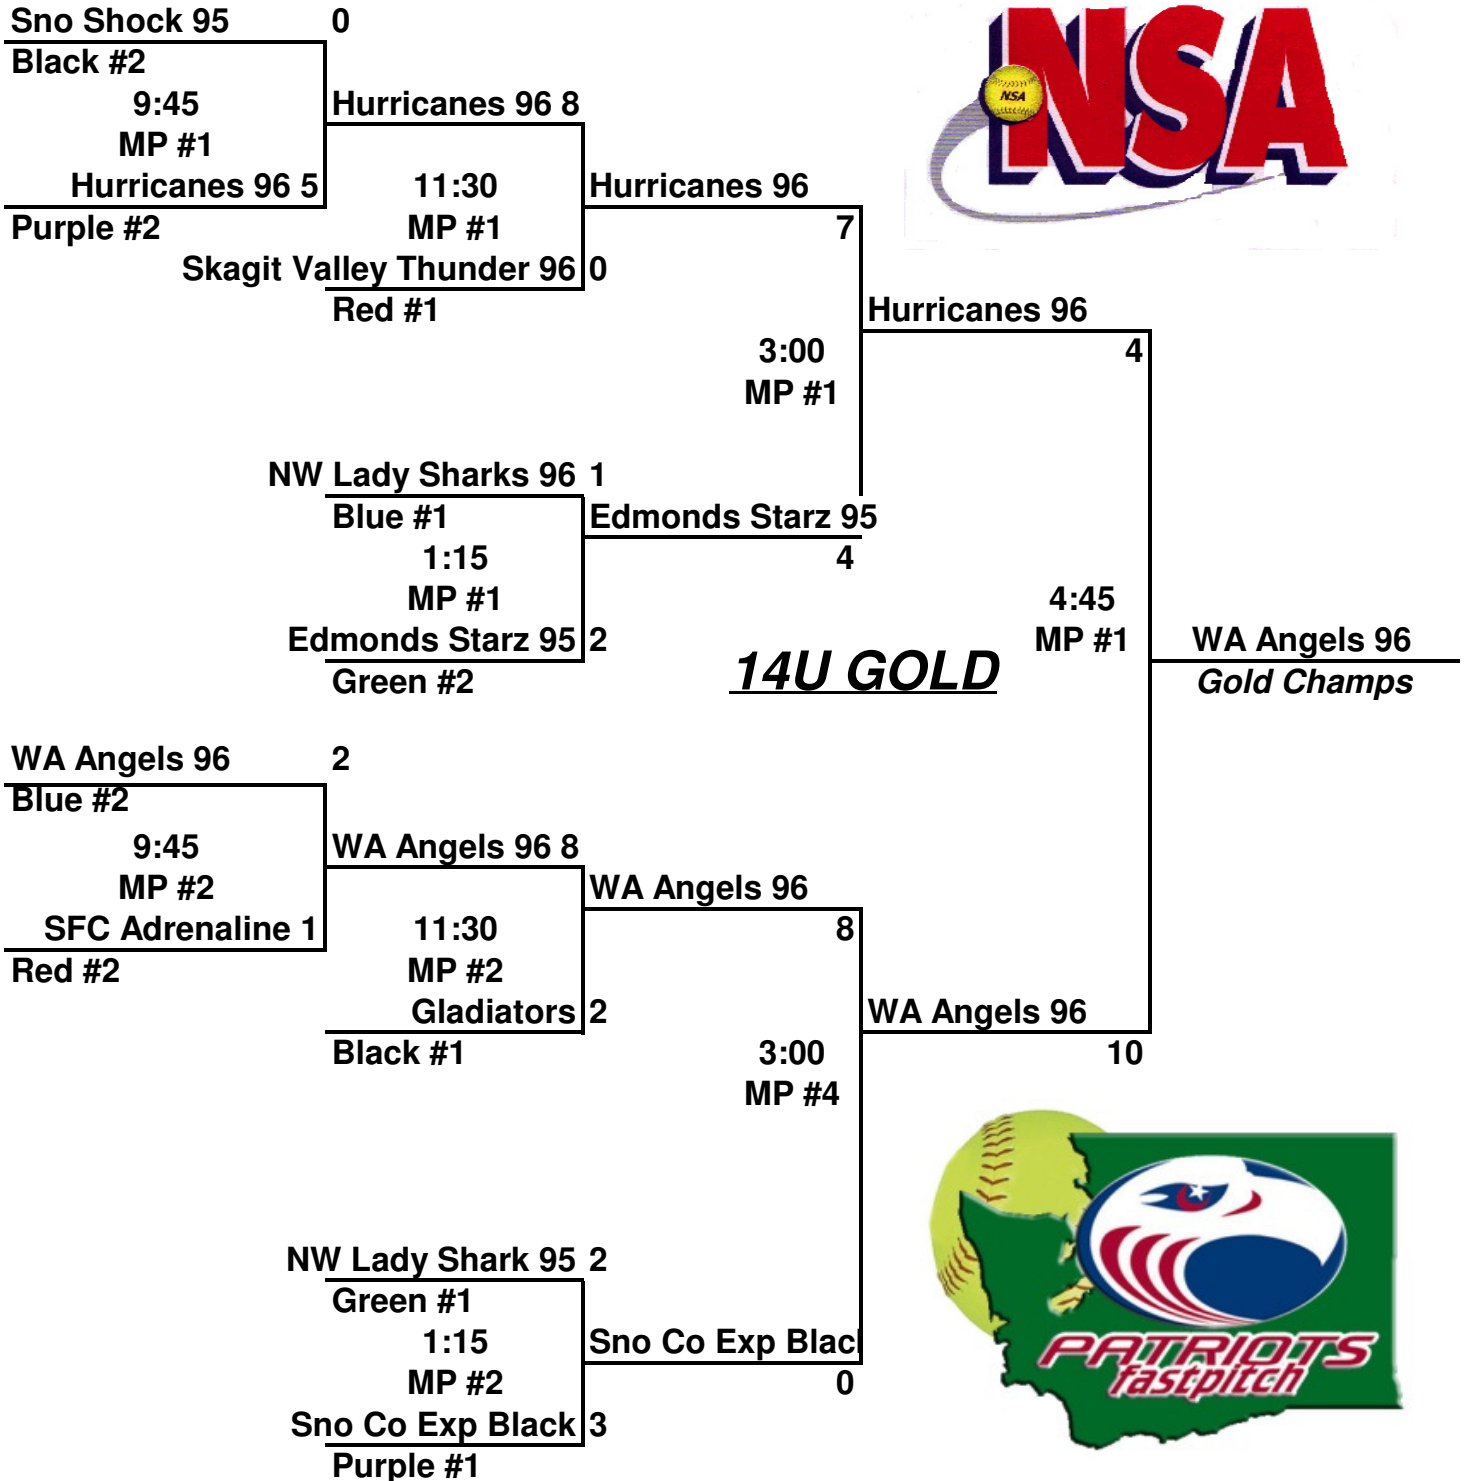 Sno Shock 95 0
Black #2
9:45
MP #1
Hurricanes 96 5
Purple #2
Hurricanes 96 8
11:30
MP #1
Skagit Valley Thunder 96 0
Red #1
Hurricanes 96
7
3:00
MP #1
NW Lady Sharks 96 1
Blue #1
1:15
MP #1
Edmonds Starz 95 2
Green #2
Edmonds Starz 95
4
Hurricanes 96
4
4:45
MP #1
14U GOLD
WA Angels 96
Gold Champs
WA Angels 96 2
Blue #2
9:45
MP #2
SFC Adrenaline 1
Red #2
WA Angels 96 8
11:30
MP #2
Gladiators 2
Black #1
WA Angels 96
8
3:00
MP #4
WA Angels 96
10
NW Lady Shark 95 2
Green #1
1:15
MP #2
Sno Co Exp Black 3
Purple #1
Sno Co Exp Blac
0
NSA
NSA
PATRIOTS
fastpitch